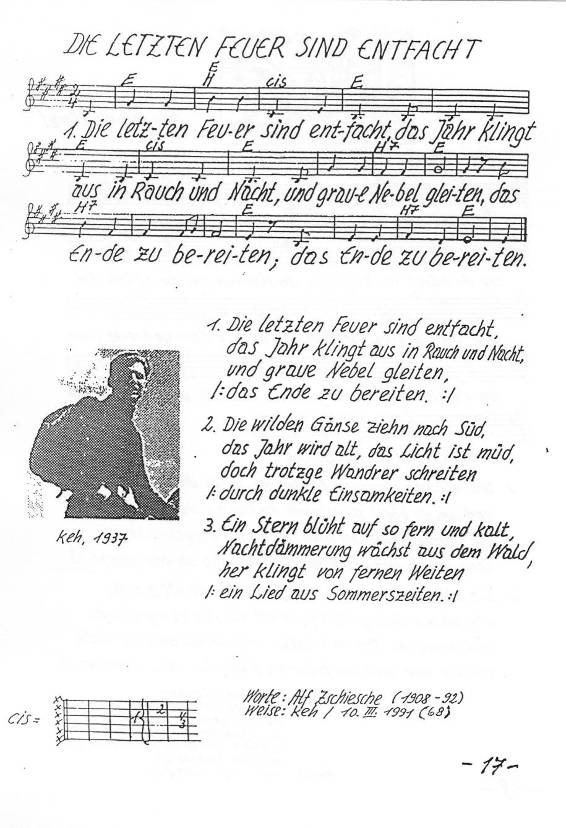 DIE LETZTEN FEUER SIND ENTFACHT
E E H cis E
2 4
1. Die letz-ten Feu-er sind ent-facht, das Jahr klingt
E cis E H7 E
aus in Rauch und Nacht, und grau-e Ne-bel glei-ten, das
H7 E H7 E
En-de zu be-rei-ten; das En-de zu be-rei-ten.
1. Die letzten Feuer sind entfacht,
das Jahr klingt aus in Rauch und Nacht,
und graue Nebel gleiten,
/: das Ende zu bereiten. :/
2. Die wilden Gänse ziehn nach Süd,
das Jahr wird alt, das Licht ist müd,
doch trotzge Wandrer schreiten
/: durch dunkle Einsamkeiten. :/
3. Ein Stern blüht auf so fern und kalt,
Nachtdämmerung wächst aus dem Wald,
her klingt von fernen Weiten
/: ein Lied aus Sommerszeiten. :/
keh, 1937
cis = 1 2 4 3
Worte: Alf Zschiesche (1908-92)
Weise: keh / 10. III. 1991 (68)
- 17 -